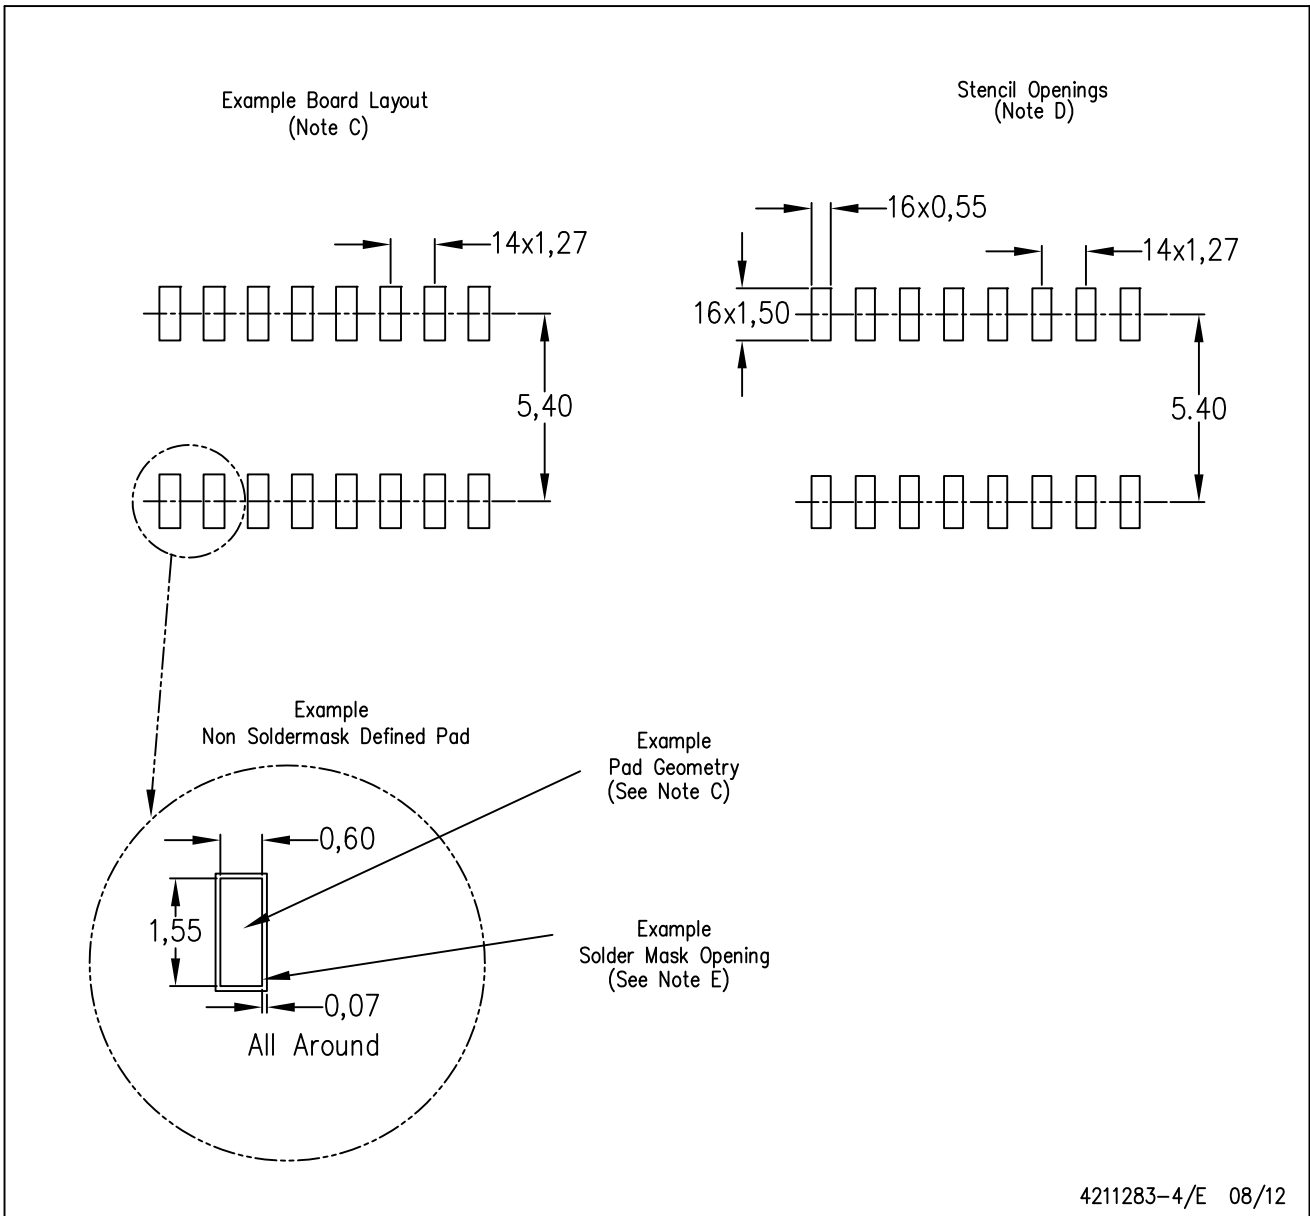 Example Board Layout
(Note C)
Stencil Openings
(Note D)
14x1,27
5,40
16x0,55
14x1,27
16x1,50
5.40
Example
Non Soldermask Defined Pad
0,60
1,55
0,07
All Around
Example
Pad Geometry
(See Note C)
Example
Solder Mask Opening
(See Note E)
4211283-4/E 08/12